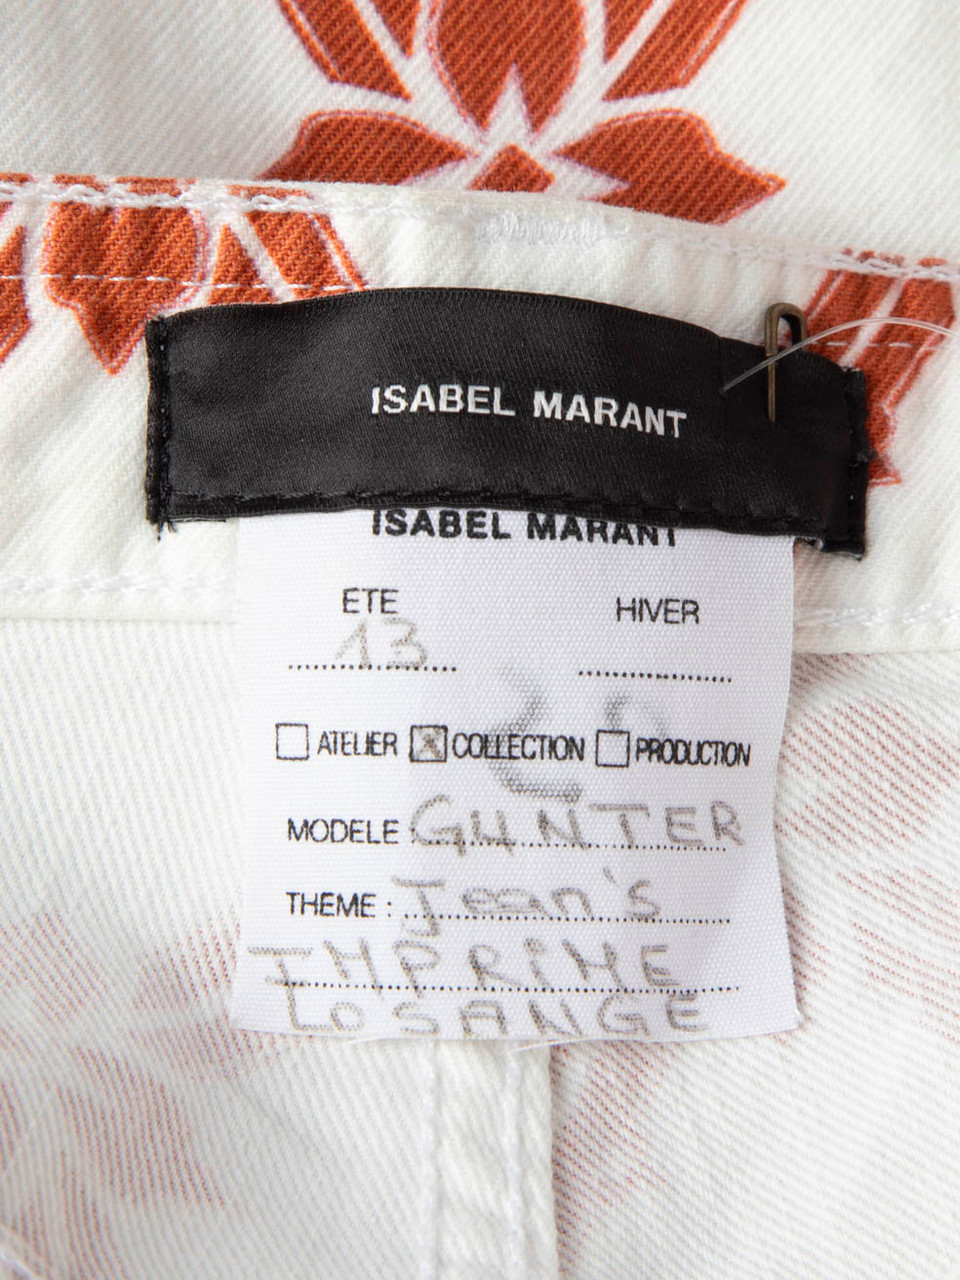 ISABEL MARANT
ISABEL MARANT
ETE HIVER
13
ATELIER COLLECTION PRODUCTION
MODELE GUNTER
THEME : Jean's
IMPRIME
LOSANGE